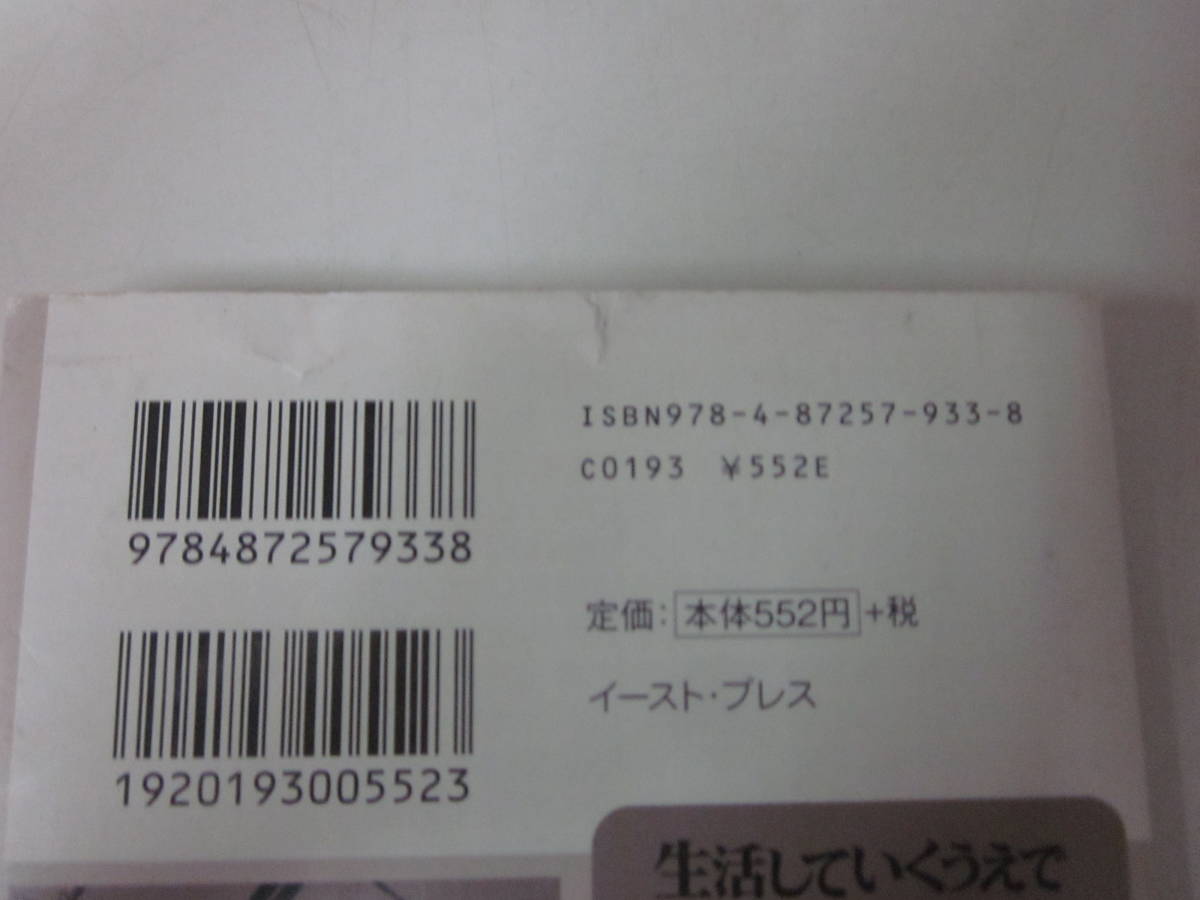 9784872579338
1920193005523
ISBN978-4-87257-933-8
C0193 ¥552E
定価：本体552円+税
イースト・プレス
生活していくうえで